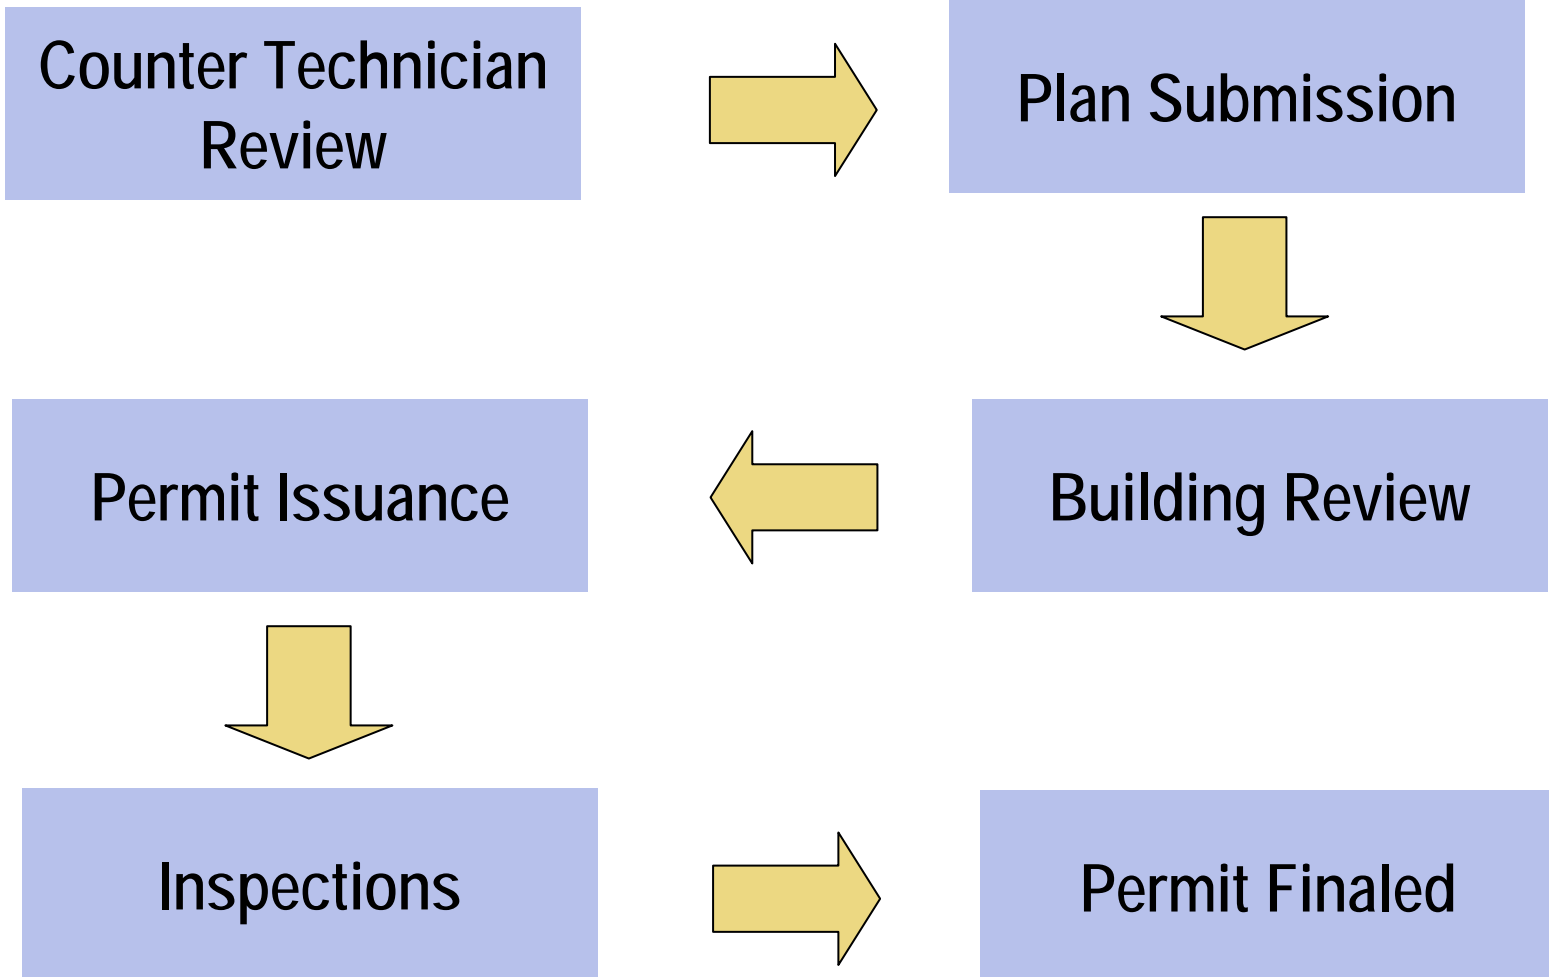 Counter Technician
Review
Plan Submission
Permit Issuance
Building Review
Inspections
Permit Finaled